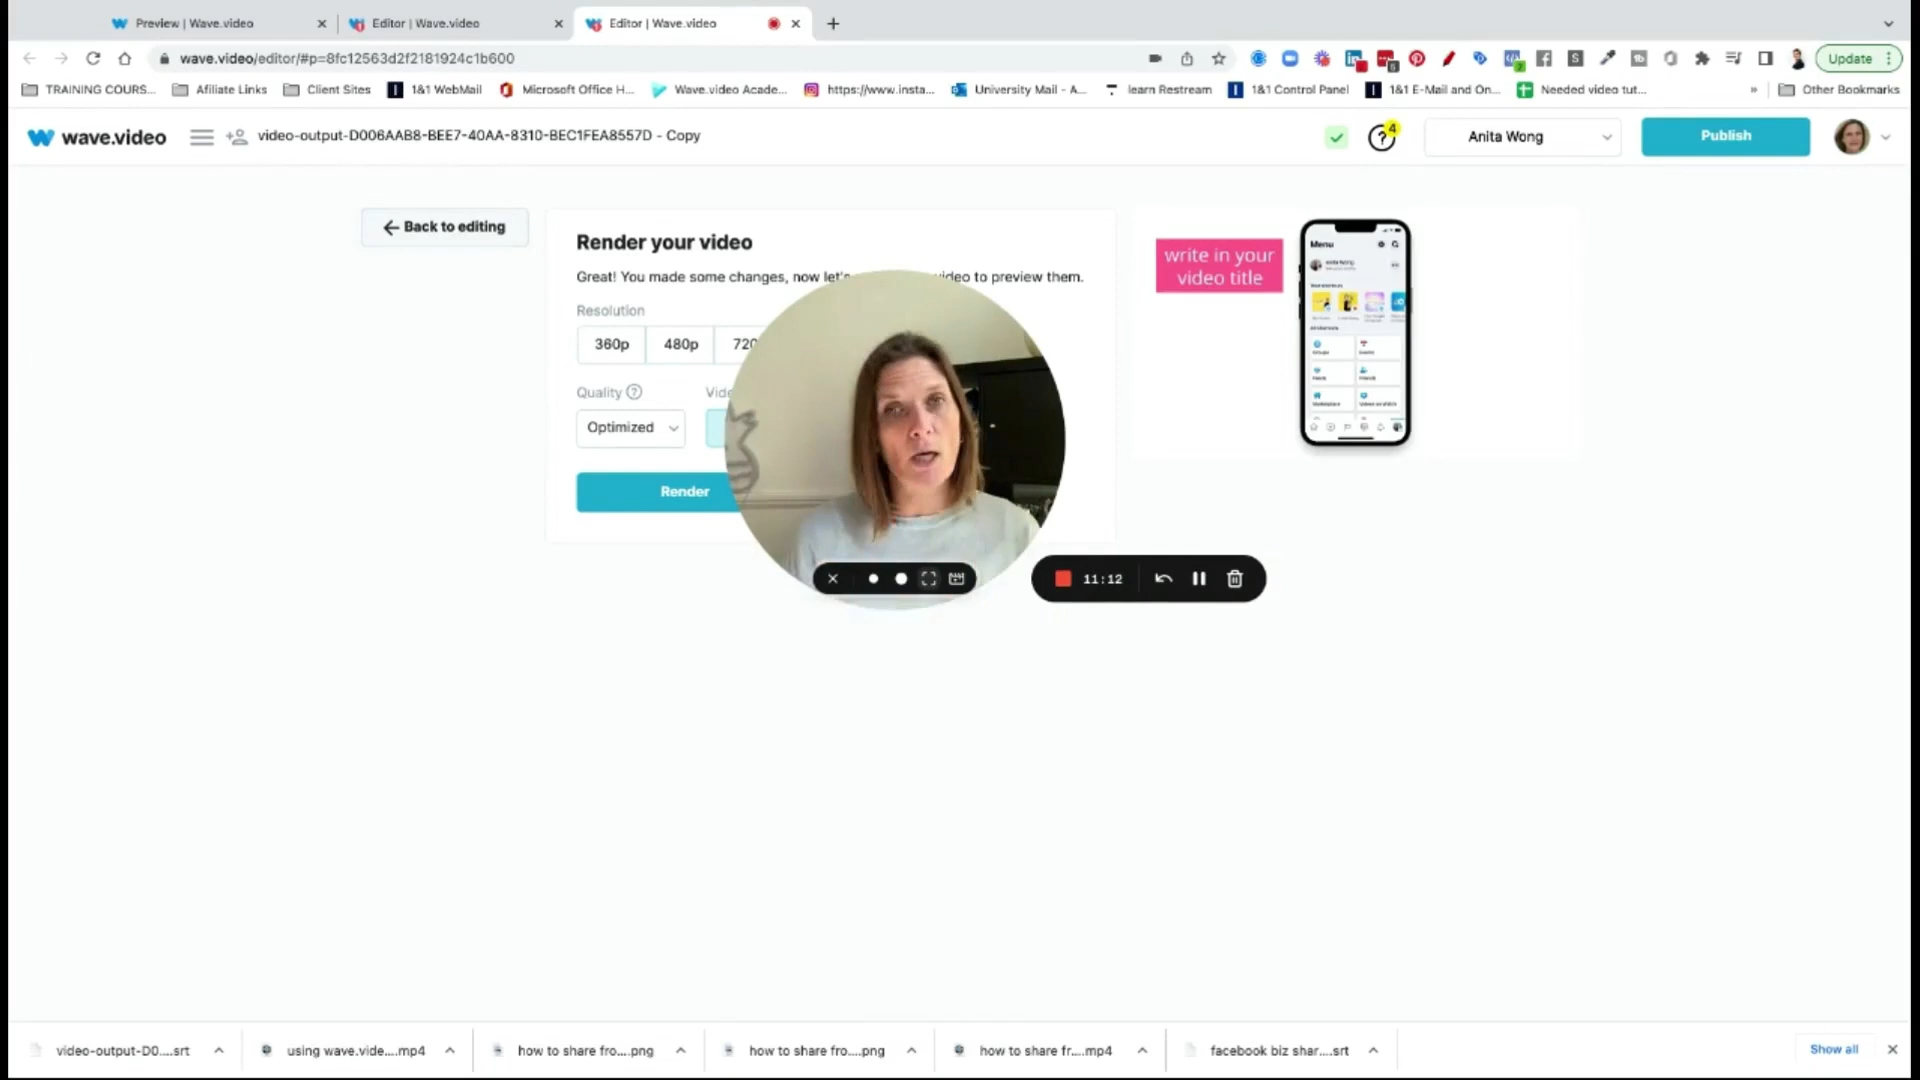 Preview | Wave.video
Editor | Wave.video
Editor | Wave.video
wave.video/editor/#p=8fc12563d2f2181924c1b600
Update
TRAINING COURS...
Afiliate Links
Client Sites
1&1 WebMail
Microsoft Office H...
Wave.video Acade...
https://www.insta...
University Mail - A...
learn Restream
1&1 Control Panel
1&1 E-Mail and On...
Needed video tut...
Other Bookmarks
wave.video
video-output-D006AAB8-BEE7-40AA-8310-BEC1FEA8557D - Copy
4
Anita Wong
Publish
Back to editing
Render your video
Great! You made some changes, now let's video to preview them.
Resolution
360p
480p
720
Quality
Optimized
Render
write in your
video title
Menu
11:12
video-output-D0....srt
using wave.vide....mp4
how to share fro....png
how to share fro....png
how to share fr....mp4
facebook biz shar....srt
Show all